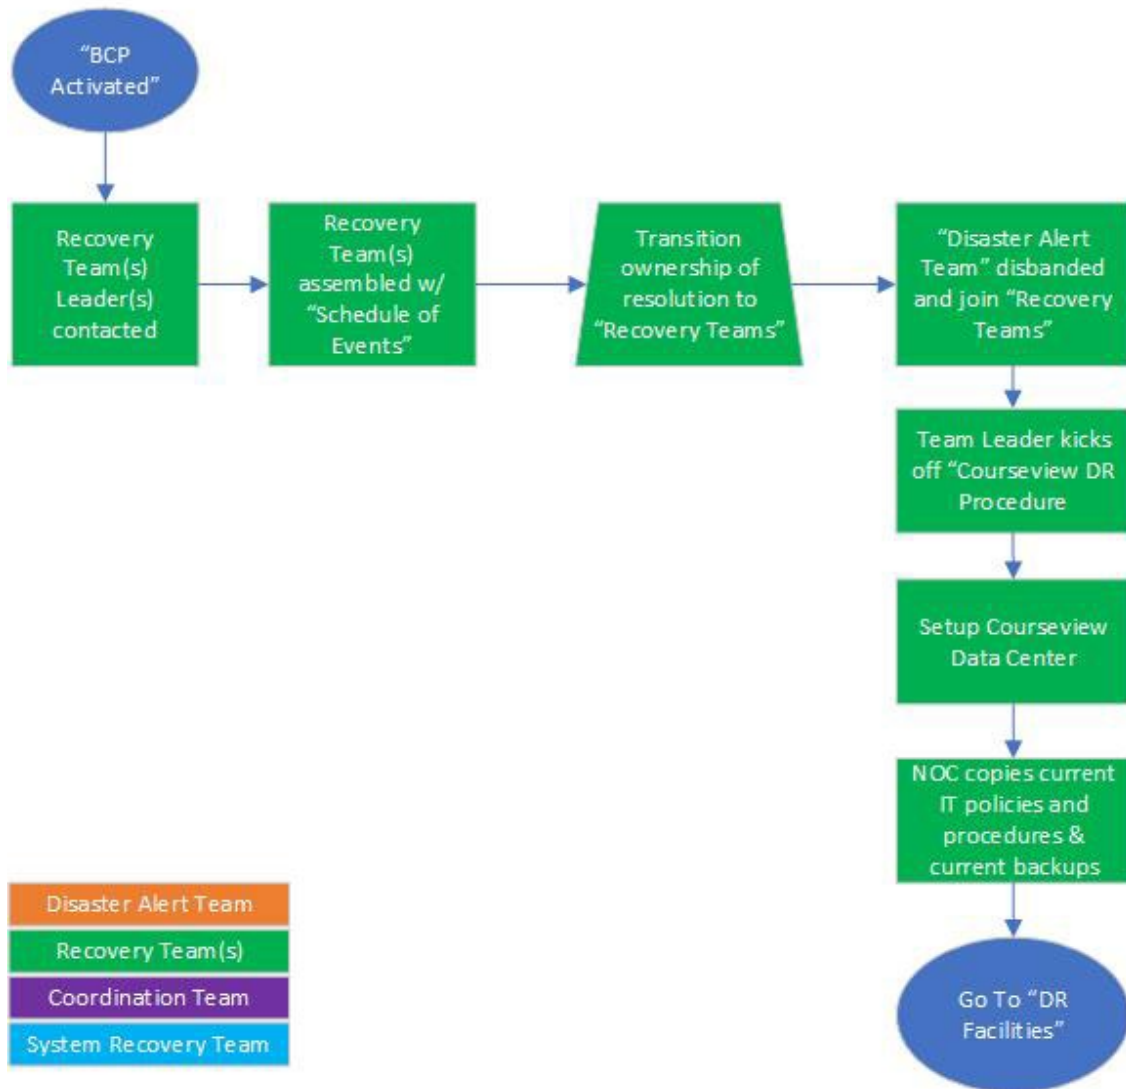 “BCP
Activated”
Recovery
Team(s)
Leader(s)
contacted
Recovery
Team(s)
assembled w/
“Schedule of
Events”
Transition
ownership of
resolution to
“Recovery Teams”
“Disaster Alert
Team” disbanded
and join “Recovery
Teams”
Team Leader kicks
off “Courseview DR
Procedure
Setup Courseview
Data Center
NOC copies current
IT policies and
procedures &
current backups
Go To “DR
Facilities”
Disaster Alert Team
Recovery Team(s)
Coordination Team
System Recovery Team